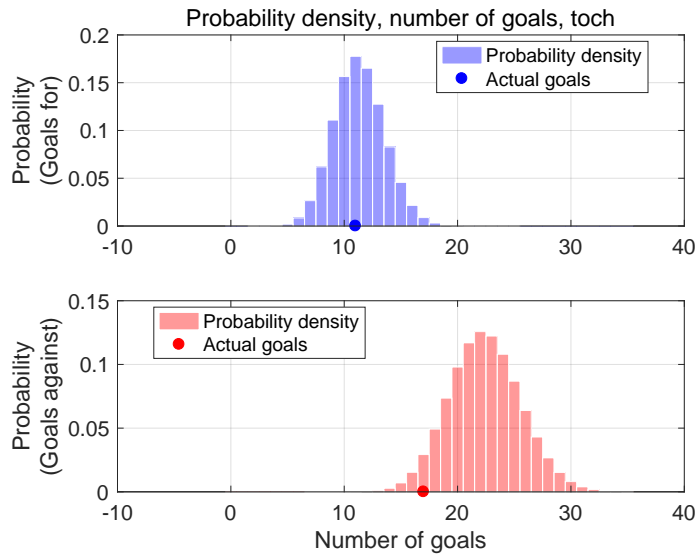 Probability density, number of goals, toch
0.2
0.15
0.1
0.05
0
Probability
(Goals for)
Probability density
Actual goals
-10 0 10 20 30 40
0.15
0.1
0.05
0
Probability
(Goals against)
Probability density
Actual goals
-10 0 10 20 30 40
Number of goals